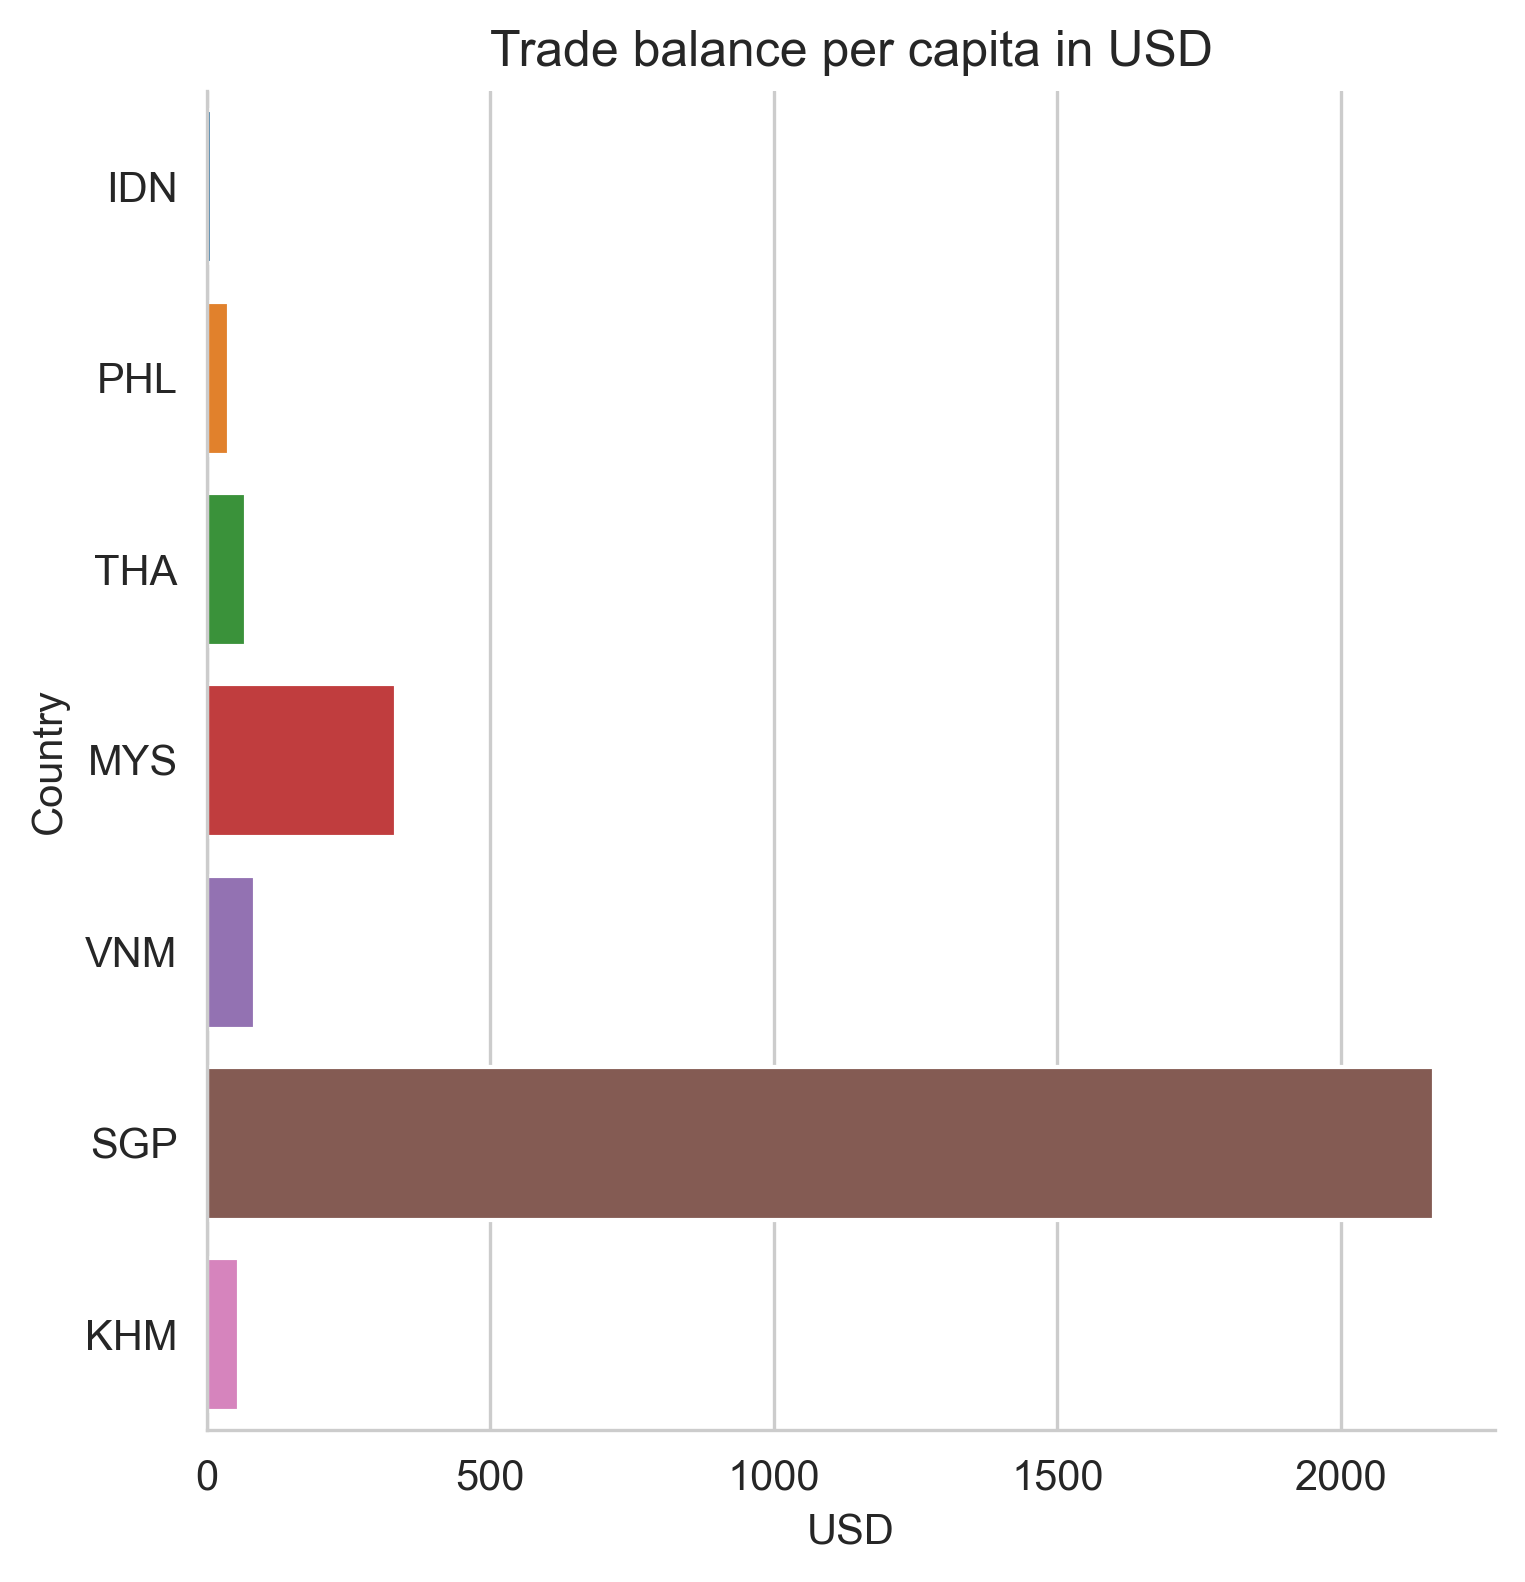 Trade balance per capita in USD
IDN
PHL
THA
MYS
VNM
SGP
KHM
Country
0 500 1000 1500 2000
USD